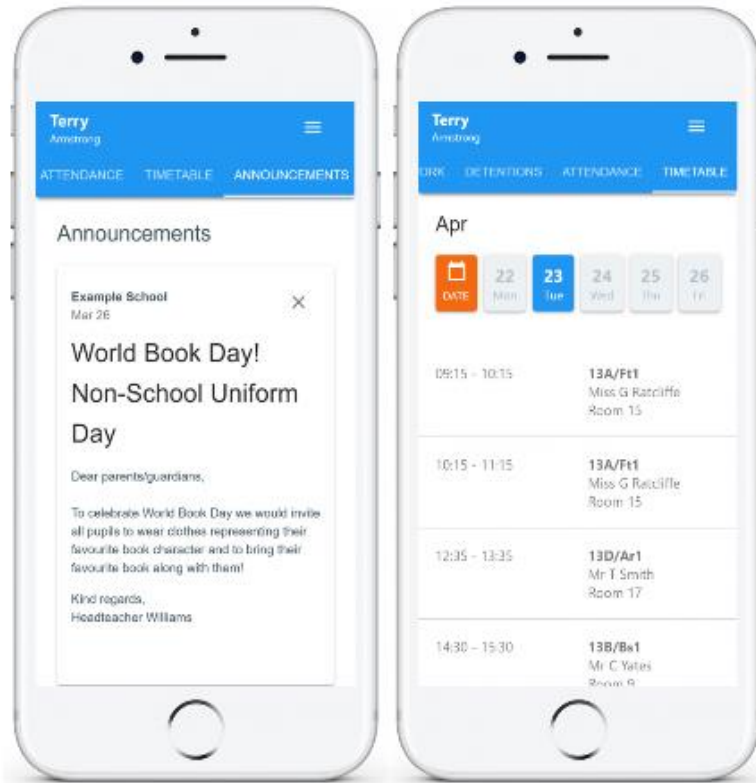 Terry
Armstrong
ATTENDANCE TIMETABLE ANNOUNCEMENTS
Announcements
Example School
Mar 26
World Book Day!
Non-School Uniform
Day
Dear parents/guardians,
To celebrate World Book Day we would invite
all pupils to wear clothes representing their
favourite book character and to bring their
favourite book along with them!
Kind regards,
Headteacher Williams
Terry
Armstrong
ORK DETENTIONS ATTENDANCE TIMETABLE
Apr
22 23 24 25 26
DATE Mon Tue Wed Thu Fri
09:15 - 10:15 13A/Ft1
Miss G Ratcliffe
Room 15
10:15 - 11:15 13A/Ft1
Miss G Ratcliffe
Room 15
12:35 - 13:35 13D/Ar1
Mr T Smith
Room 17
14:30 - 15:30 13B/Bs1
Mr C Yates
Room 9